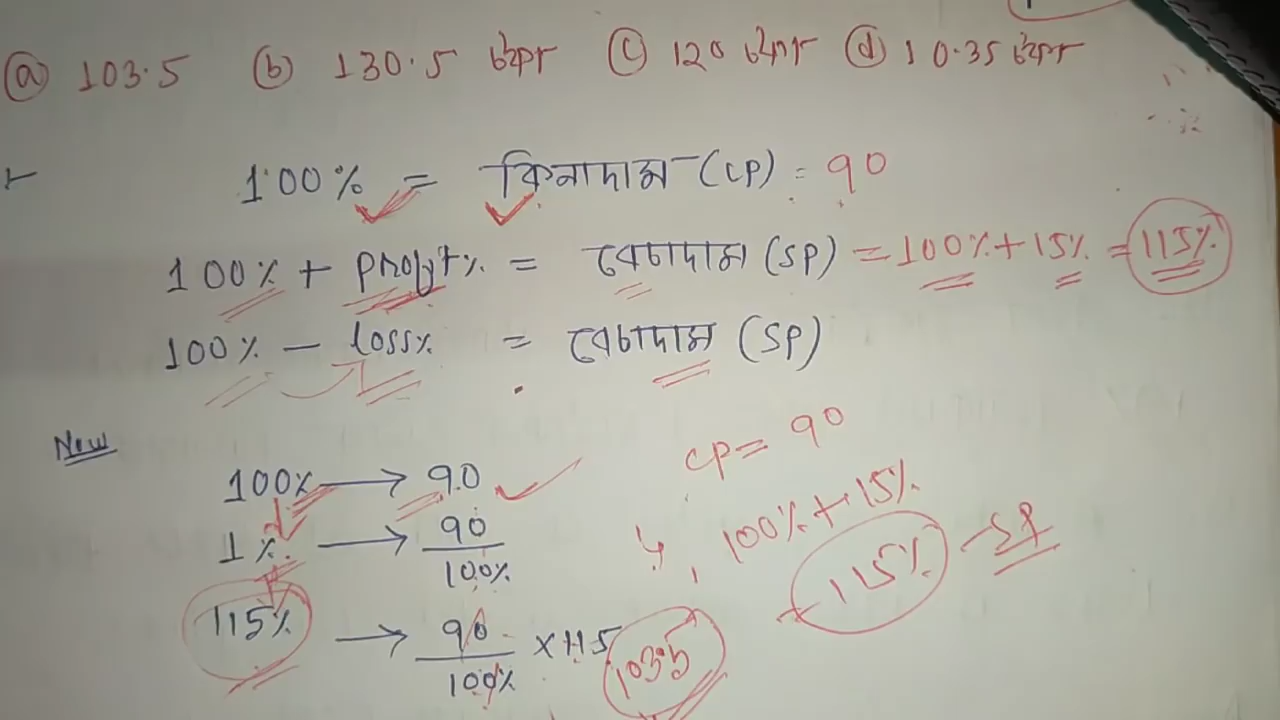 ⓐ 103.5 ⓑ 130.5 টকা ⓒ 120 টকা ⓓ 10.35 টকা
100% = কিনাদাম (CP) = 90
100% + profit% = বেচাদাম (SP) = 100% + 15% = 115%
100% - loss% = বেচাদাম (SP)
New
CP = 90
100% → 90
100% + 15%
1% → 90/100%
115% - SP
115% → 90/100% × 115 103.5